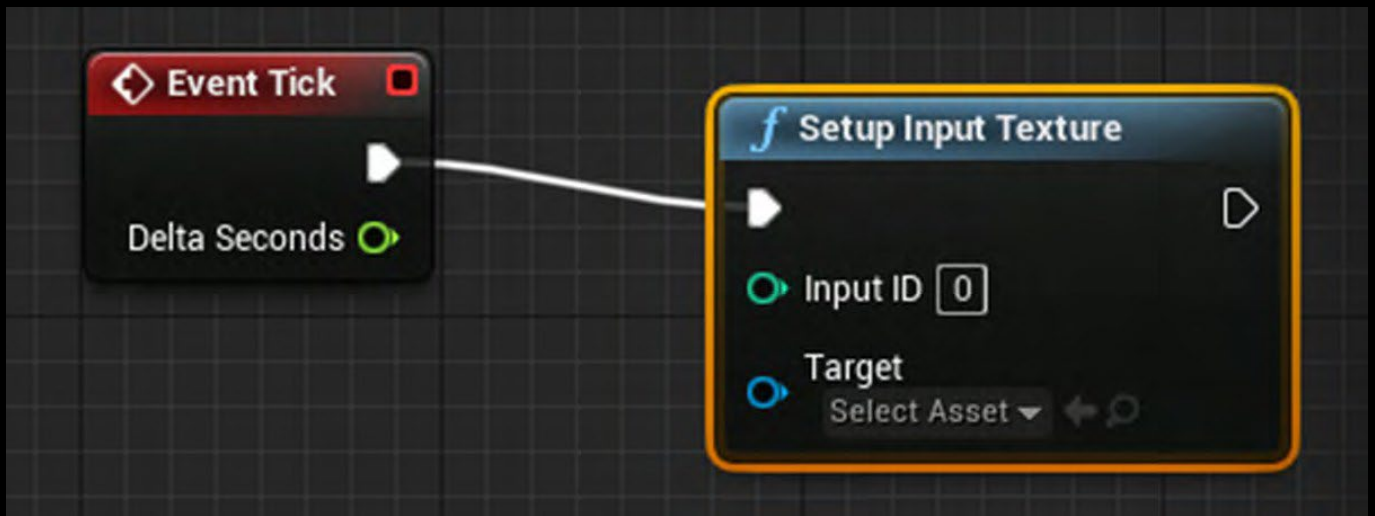 Event Tick
Delta Seconds
Setup Input Texture
Input ID 0
Target
Select Asset